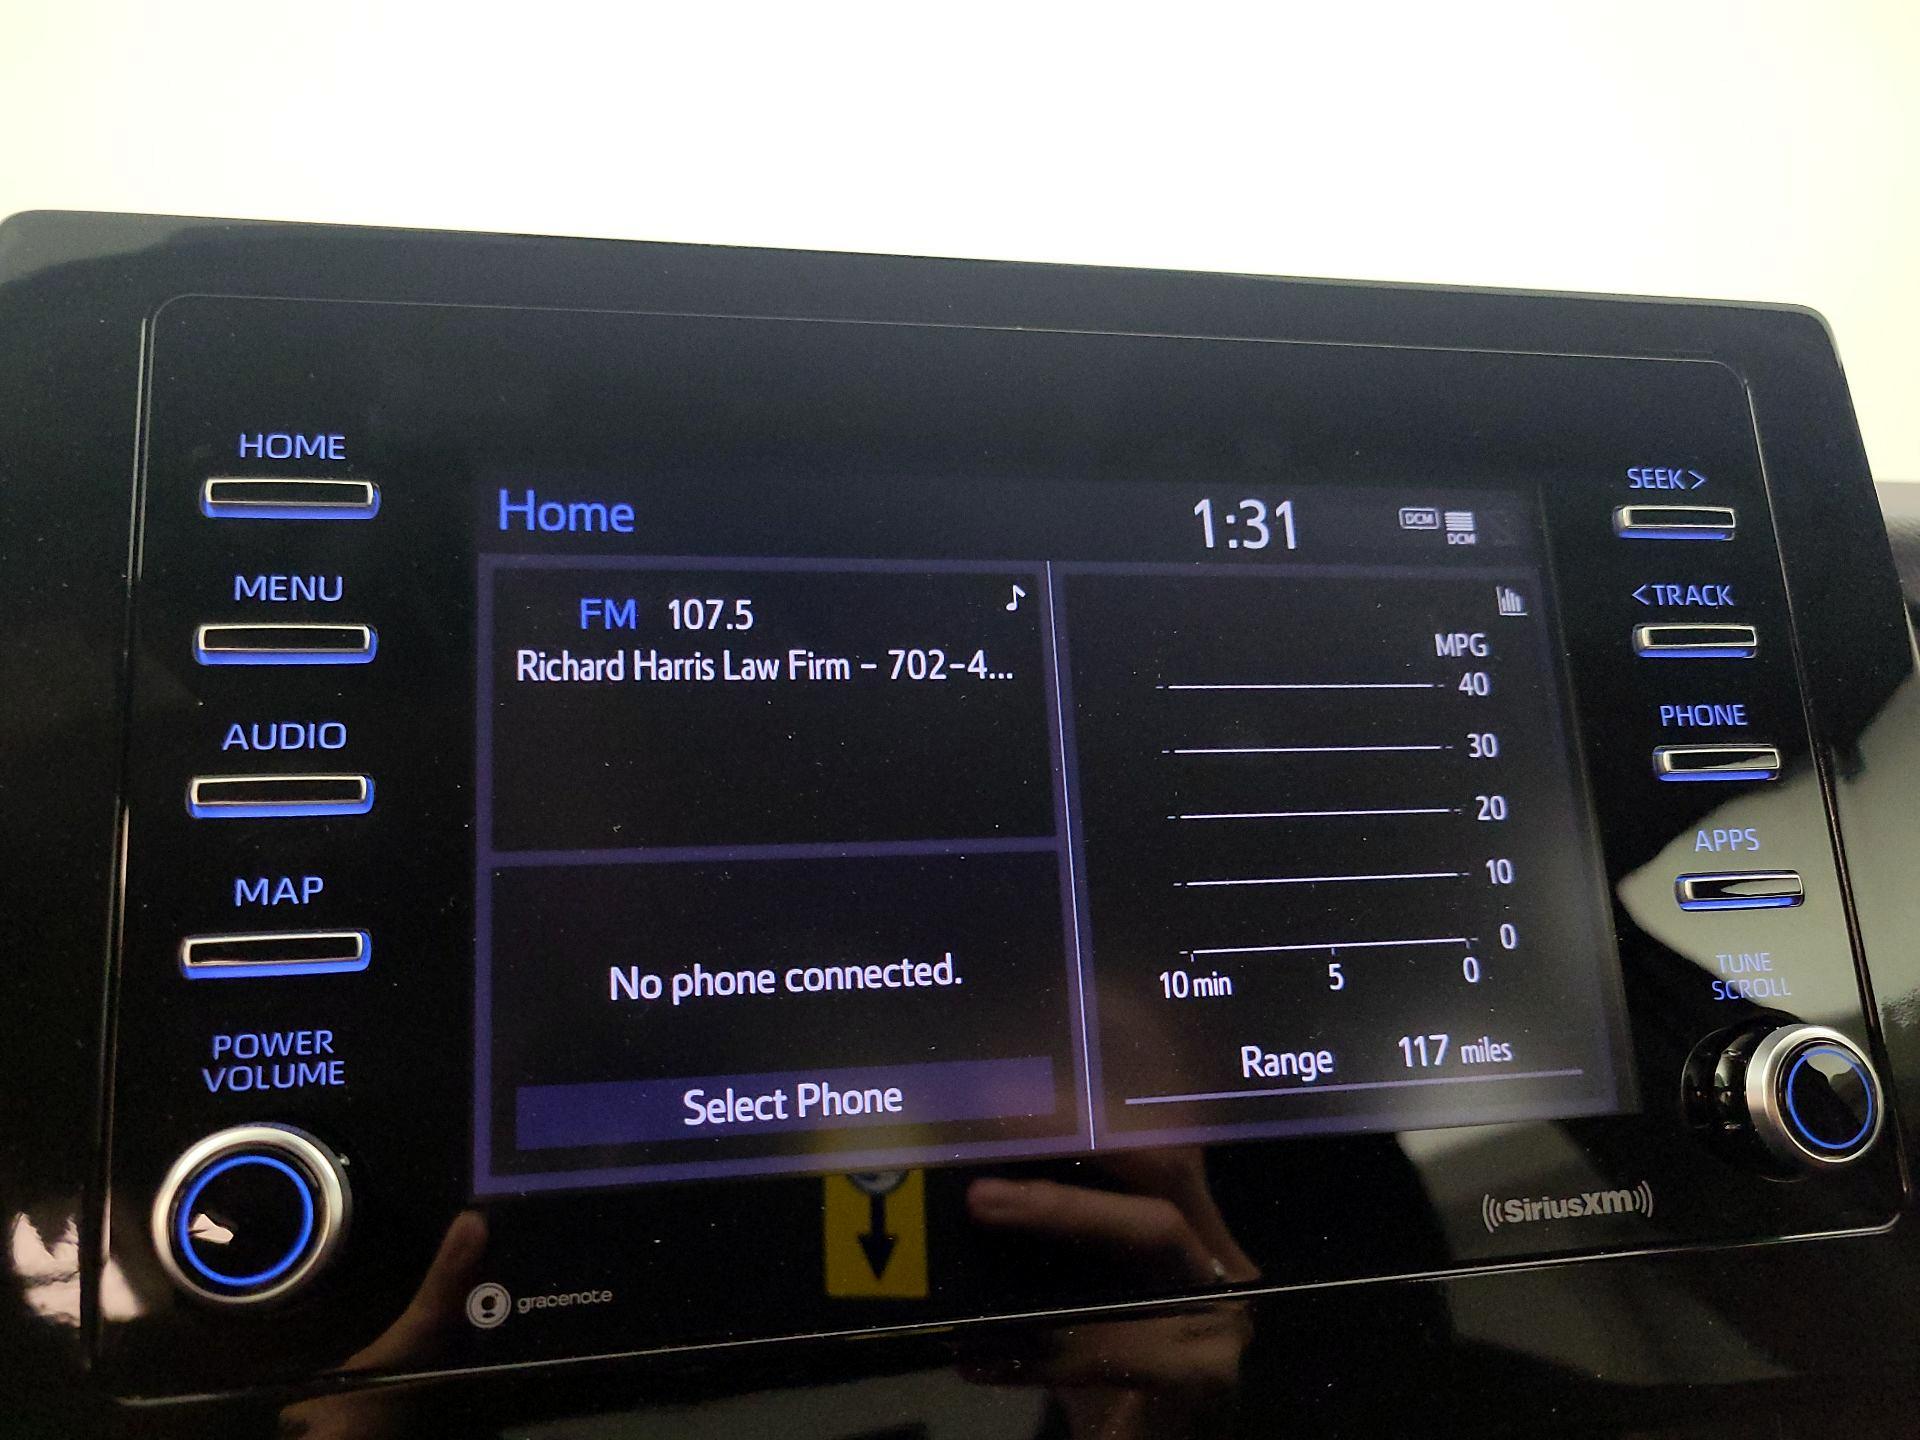 HOME
MENU
AUDIO
MAP
POWER
VOLUME
Home
1:31
DCM
DCM
FM 107.5
Richard Harris Law Firm - 702-4...
No phone connected.
Select Phone
MPG
40
30
20
10
0
10 min 5 0
Range 117 miles
SEEK >
< TRACK
PHONE
APPS
TUNE
SCROLL
gracenote
((SiriusXM))